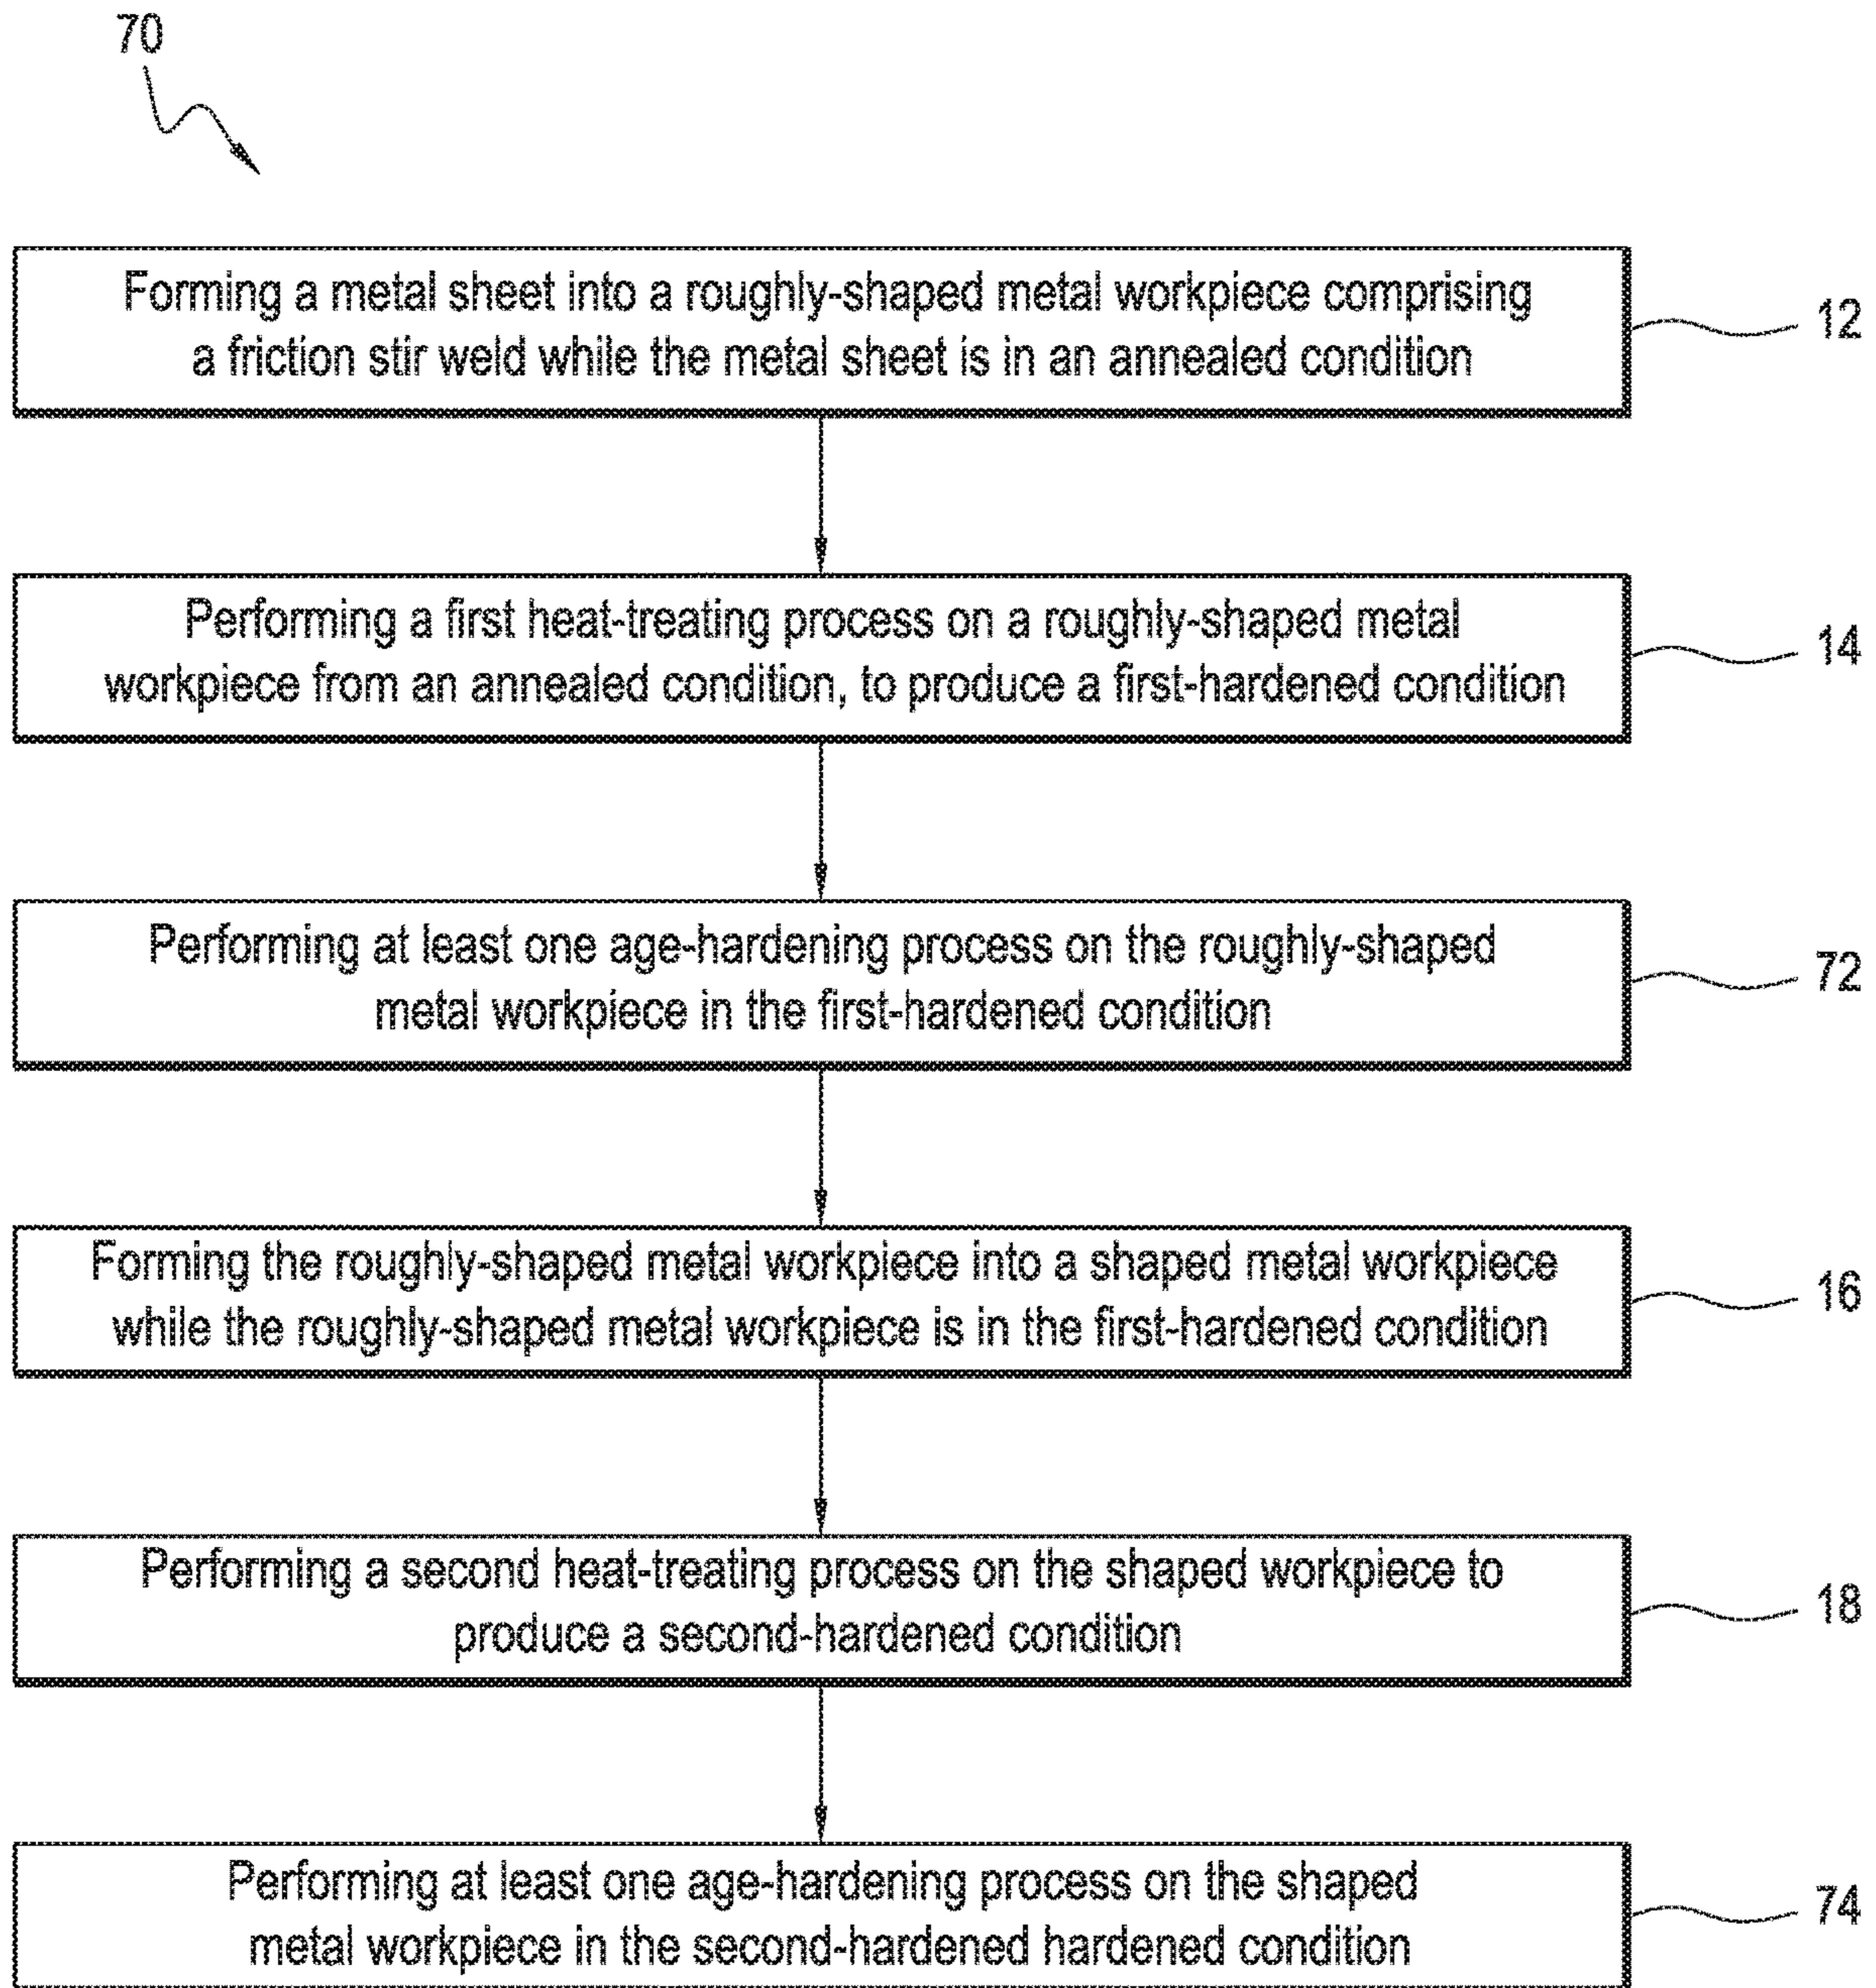 70
Forming a metal sheet into a roughly-shaped metal workpiece comprising
a friction stir weld while the metal sheet is in an annealed condition
12
Performing a first heat-treating process on a roughly-shaped metal
workpiece from an annealed condition, to produce a first-hardened condition
14
Performing at least one age-hardening process on the roughly-shaped
metal workpiece in the first-hardened condition
72
Forming the roughly-shaped metal workpiece into a shaped metal workpiece
while the roughly-shaped metal workpiece is in the first-hardened condition
16
Performing a second heat-treating process on the shaped workpiece to
produce a second-hardened condition
18
Performing at least one age-hardening process on the shaped
metal workpiece in the second-hardened hardened condition
74